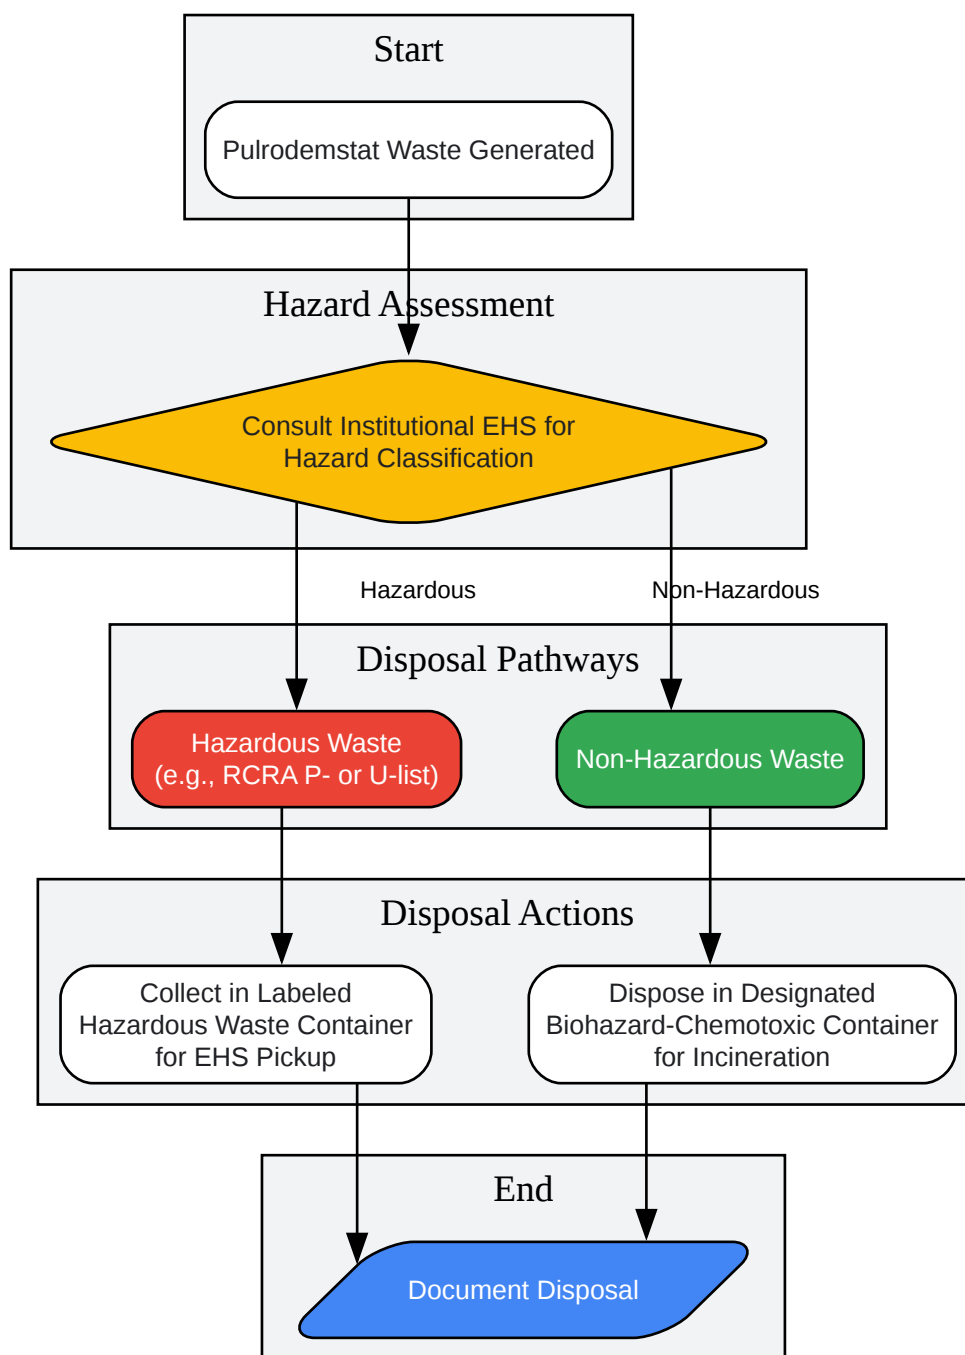 Start
Pulrodemstat Waste Generated
Hazard Assessment
Consult Institutional EHS for
Hazard Classification
Hazardous
Non-Hazardous
Disposal Pathways
Hazardous Waste
(e.g., RCRA P- or U-list)
Non-Hazardous Waste
Disposal Actions
Collect in Labeled
Hazardous Waste Container
for EHS Pickup
Dispose in Designated
Biohazard-Chemotoxic Container
for Incineration
End
Document Disposal